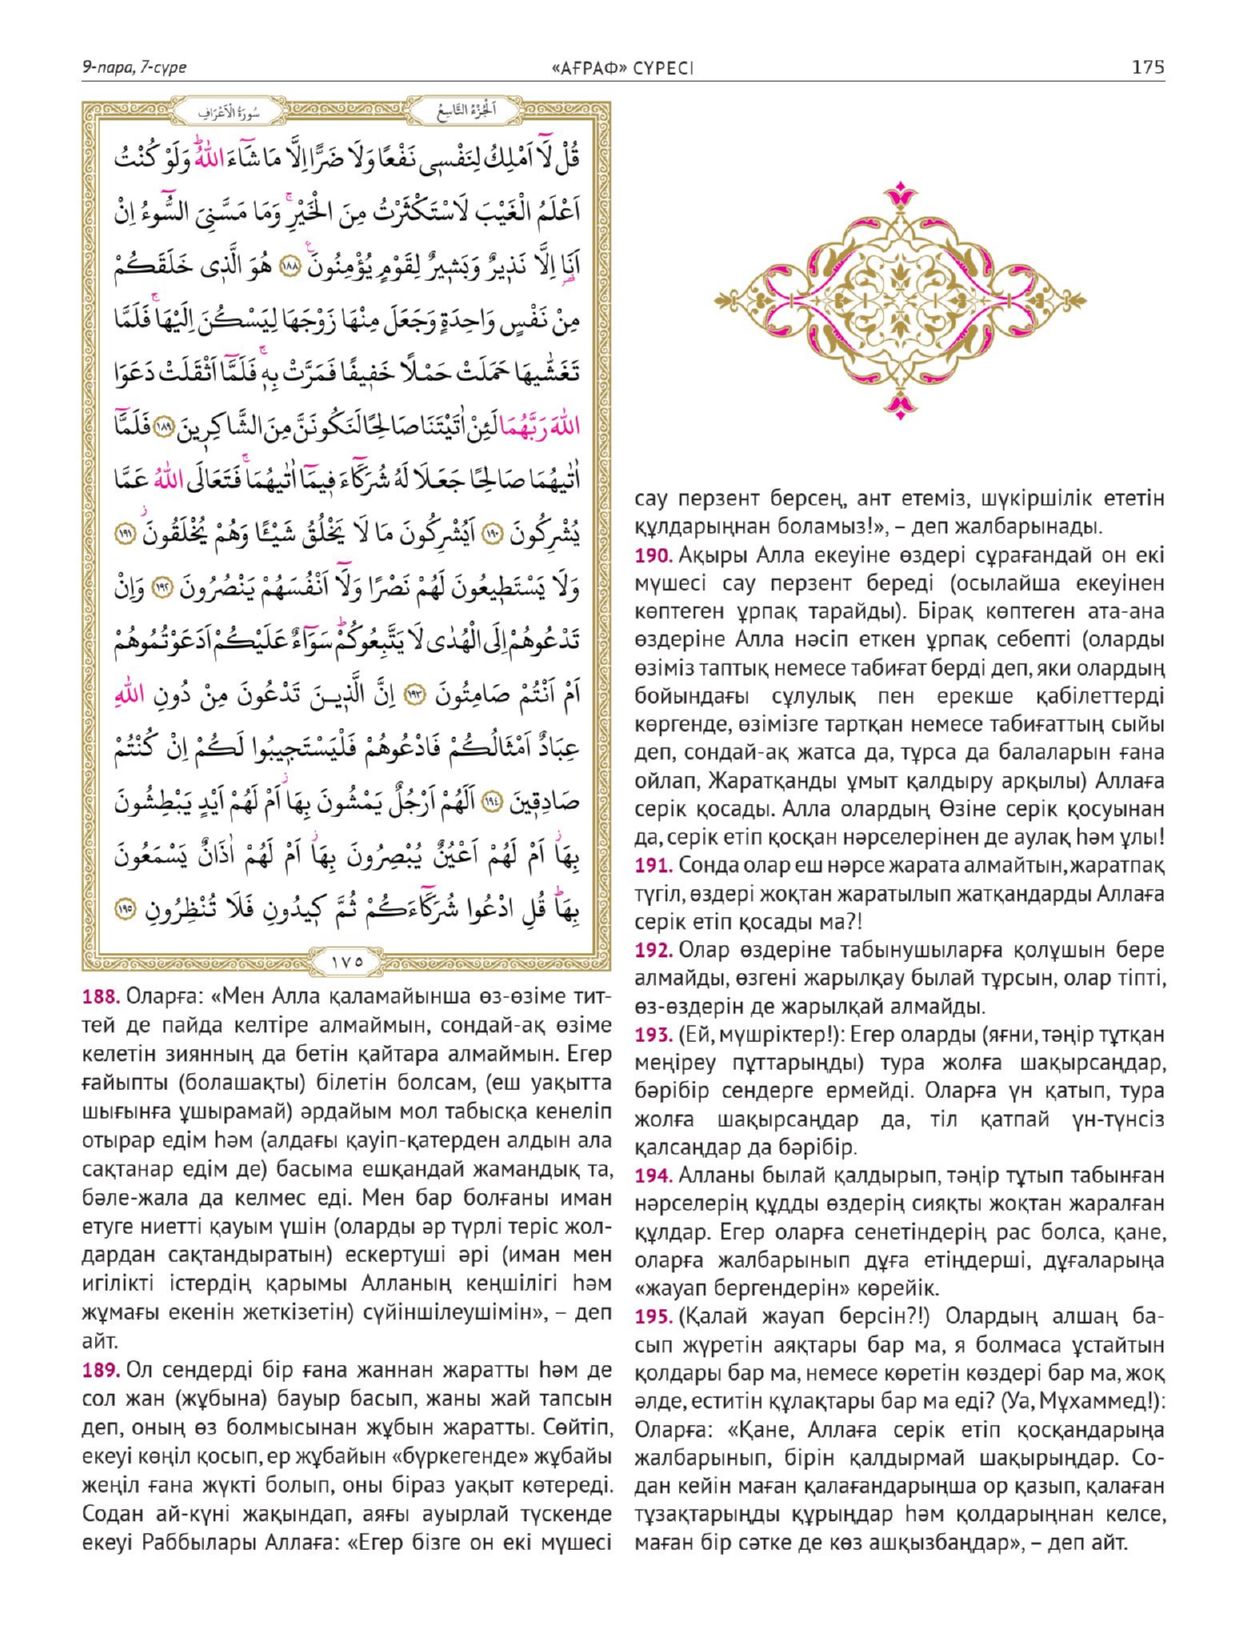 9-пара, 7-сүре
«АҒРАФ» СҮРЕСІ
175
سُورَةُ الْاَعْرَافِ
اَلْجُزْءُ التَّاسِعُ
قُلْ لَٓا اَمْلِكُ لِنَفْسٖى نَفْعًا وَلَا ضَرًّا اِلَّا مَا شَٓاءَ اللّٰهُؕ وَلَوْ كُنْتُ
اَعْلَمُ الْغَيْبَ لَاسْتَكْثَرْتُ مِنَ الْخَيْرِۚ وَمَا مَسَّنِىَ السُّٓوءُ اِنْ
اَنَا۬ اِلَّا نَذٖيرٌ وَبَشٖيرٌ لِقَوْمٍ يُؤْمِنُونَࣖ ﴿١٨٨﴾ هُوَ الَّذٖى خَلَقَكُمْ
مِنْ نَفْسٍ وَاحِدَةٍ وَجَعَلَ مِنْهَا زَوْجَهَا لِيَسْكُنَ اِلَيْهَاۚ فَلَمَّا
تَغَشّٰيهَا حَمَلَتْ حَمْلًا خَفٖيفًا فَمَرَّتْ بِهٖۚ فَلَمَّٓا اَثْقَلَتْ دَعَوَا
اللّٰهَ رَبَّهُمَا لَئِنْ اٰتَيْتَنَا صَالِحًا لَنَكُونَنَّ مِنَ الشَّاكِرٖينَ ﴿١٨٩﴾ فَلَمَّٓا
اٰتٰيهُمَا صَالِحًا جَعَلَا لَهُ شُرَكَٓاءَ فٖيمَٓا اٰتٰيهُمَاۚ فَتَعَالَى اللّٰهُ عَمَّا
يُشْرِكُونَ ﴿١٩٠﴾ اَيُشْرِكُونَ مَا لَا يَخْلُقُ شَيْـًٔا وَهُمْ يُخْلَقُونَؗ ﴿١٩١﴾
وَلَا يَسْتَطٖيعُونَ لَهُمْ نَصْرًا وَلَٓا اَنْفُسَهُمْ يَنْصُرُونَ ﴿١٩٢﴾ وَاِنْ
تَدْعُوهُمْ اِلَى الْهُدٰى لَا يَتَّبِعُوكُمْؕ سَوَٓاءٌ عَلَيْكُمْ اَدَعَوْتُمُوهُمْ
اَمْ اَنْتُمْ صَامِتُونَ ﴿١٩٣﴾ اِنَّ الَّذٖينَ تَدْعُونَ مِنْ دُونِ اللّٰهِ
عِبَادٌ اَمْثَالُكُمْ فَادْعُوهُمْ فَلْيَسْتَجٖيبُوا لَكُمْ اِنْ كُنْتُمْ
صَادِقٖينَ ﴿١٩٤﴾ اَلَهُمْ اَرْجُلٌ يَمْشُونَ بِهَاؗ اَمْ لَهُمْ اَيْدٍ يَبْطِشُونَ
بِهَاؗ اَمْ لَهُمْ اَعْيُنٌ يُبْصِرُونَ بِهَاؗ اَمْ لَهُمْ اٰذَانٌ يَسْمَعُونَ
بِهَاؕ قُلِ ادْعُوا شُرَكَٓاءَكُمْ ثُمَّ كٖيدُونِ فَلَا تُنْظِرُونِ ﴿١٩٥﴾
١٧٥
188. Оларға: «Мен Алла қаламайынша өз-өзіме тит-
тей де пайда келтіре алмаймын, сондай-ақ өзіме
келетін зиянның да бетін қайтара алмаймын. Егер
ғайыпты (болашақты) білетін болсам, (еш уақытта
шығынға ұшырамай) әрдайым мол табысқа кенеліп
отырар едім һәм (алдағы қауіп-қатерден алдын ала
сақтанар едім де) басыма ешқандай жамандық та,
бәле-жала да келмес еді. Мен бар болғаны иман
етуге ниетті қауым үшін (оларды әр түрлі теріс жол-
дардан сақтандыратын) ескертуші әрі (иман мен
игілікті істердің қарымы Алланың кеңшілігі һәм
жұмағы екенін жеткізетін) сүйіншілеушімін», – деп
айт.
189. Ол сендерді бір ғана жаннан жаратты һәм де
сол жан (жұбына) бауыр басып, жаны жай тапсын
деп, оның өз болмысынан жұбын жаратты. Сөйтіп,
екеуі көңіл қосып, ер жұбайын «бүркегенде» жұбайы
жеңіл ғана жүкті болып, оны біраз уақыт көтереді.
Содан ай-күні жақындап, аяғы ауырлай түскенде
екеуі Раббылары Аллаға: «Егер бізге он екі мүшесі
сау перзент берсең, ант етеміз, шүкіршілік ететін
құлдарыңнан боламыз!», – деп жалбарынады.
190. Ақыры Алла екеуіне өздері сұрағандай он екі
мүшесі сау перзент береді (осылайша екеуінен
көптеген ұрпақ тарайды). Бірақ көптеген ата-ана
өздеріне Алла нәсіп еткен ұрпақ себепті (оларды
өзіміз таптық немесе табиғат берді деп, яки олардың
бойындағы сұлулық пен ерекше қабілеттерді
көргенде, өзімізге тартқан немесе табиғаттың сыйы
деп, сондай-ақ жатса да, тұрса да балаларын ғана
ойлап, Жаратқанды ұмыт қалдыру арқылы) Аллаға
серік қосады. Алла олардың Өзіне серік қосуынан
да, серік етіп қосқан нәрселерінен де аулақ һәм ұлы!
191. Сонда олар еш нәрсе жарата алмайтын, жаратпақ
түгіл, өздері жоқтан жаратылып жатқандарды Аллаға
серік етіп қосады ма?!
192. Олар өздеріне табынушыларға қолұшын бере
алмайды, өзгені жарылқау былай тұрсын, олар тіпті,
өз-өздерін де жарылқай алмайды.
193. (Ей, мүшріктер!): Егер оларды (яғни, тәңір тұтқан
меңіреу пұттарыңды) тура жолға шақырсаңдар,
бәрібір сендерге ермейді. Оларға үн қатып, тура
жолға шақырсаңдар да, тіл қатпай үн-түнсіз
қалсаңдар да бәрібір.
194. Алланы былай қалдырып, тәңір тұтып табынған
нәрселерің құдды өздерің сияқты жоқтан жаралған
құлдар. Егер оларға сенетіндерің рас болса, қане,
оларға жалбарынып дұға етіңдерші, дұғаларыңа
«жауап бергендерін» көрейік.
195. (Қалай жауап берсін?!) Олардың алшаң ба-
сып жүретін аяқтары бар ма, я болмаса ұстайтын
қолдары бар ма, немесе көретін көздері бар ма, жоқ
әлде, еститін құлақтары бар ма еді? (Уа, Мұхаммед!):
Оларға: «Қане, Аллаға серік етіп қосқандарыңа
жалбарынып, бірін қалдырмай шақырыңдар. Со-
дан кейін маған қалағандарыңша ор қазып, қалаған
тұзақтарыңды құрыңдар һәм қолдарыңнан келсе,
маған бір сәтке де көз ашқызбаңдар», – деп айт.